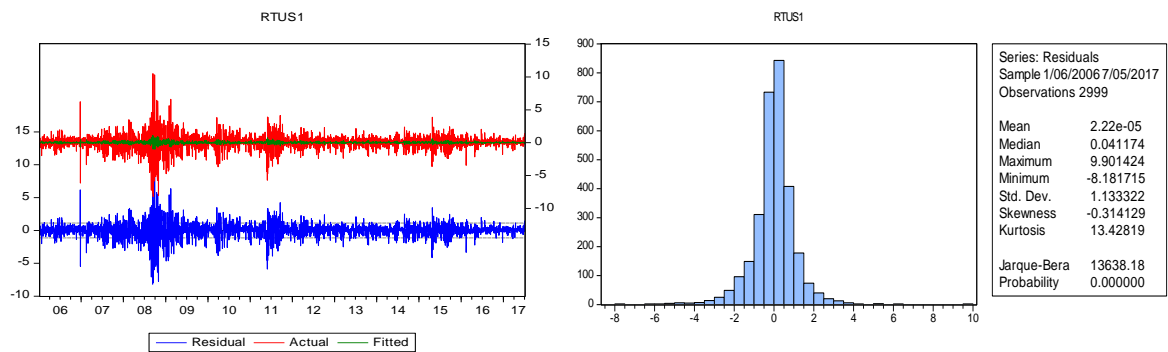 RTUS1
15
10
5
0
-5
-10
15
10
5
0
-5
-10
06 07 08 09 10 11 12 13 14 15 16 17
Residual Actual Fitted
RTUS1
900
800
700
600
500
400
300
200
100
0
-8 -6 -4 -2 0 2 4 6 8 10
Series: Residuals
Sample 1/06/2006 7/05/2017
Observations 2999
Mean 2.22e-05
Median 0.041174
Maximum 9.901424
Minimum -8.181715
Std. Dev. 1.133322
Skewness -0.314129
Kurtosis 13.42819
Jarque-Bera 13638.18
Probability 0.000000